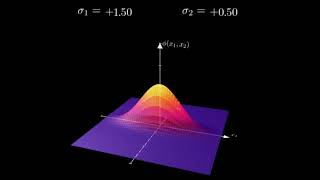 σ₁ = +1.50 σ₂ = +0.50
ϕ(x₁, x₂)